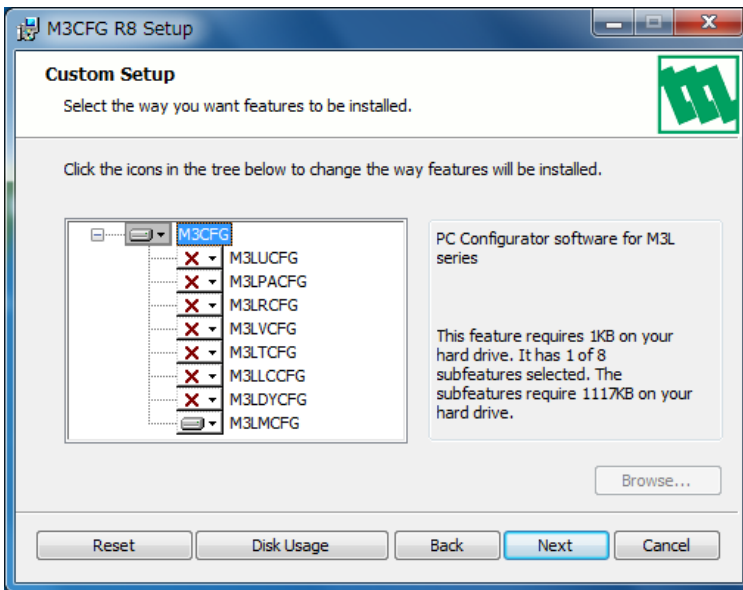 M3CFG R8 Setup
Custom Setup
Select the way you want features to be installed.
Click the icons in the tree below to change the way features will be installed.
M3CFG
M3LUCFG
M3LPACFG
M3LRCFG
M3LVCFG
M3LTCFG
M3LLCCFG
M3LDYCFG
M3LMCFG
PC Configurator software for M3L
series
This feature requires 1KB on your
hard drive. It has 1 of 8
subfeatures selected. The
subfeatures require 1117KB on your
hard drive.
Browse...
Reset
Disk Usage
Back
Next
Cancel